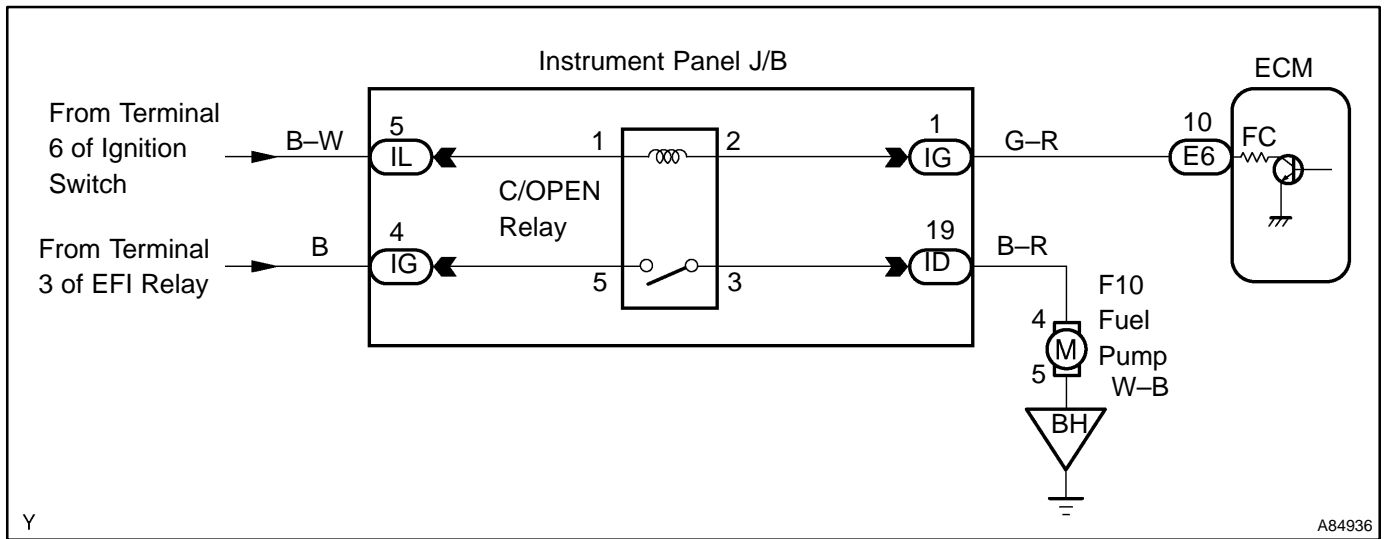 Instrument Panel J/B
ECM
From Terminal
6 of Ignition
Switch
B–W
5
IL
1
2
1
IG
G–R
10
E6
FC
C/OPEN
Relay
From Terminal
3 of EFI Relay
B
4
IG
5
3
19
ID
B–R
F10
Fuel
Pump
4
M
5
W–B
BH
Y
A84936